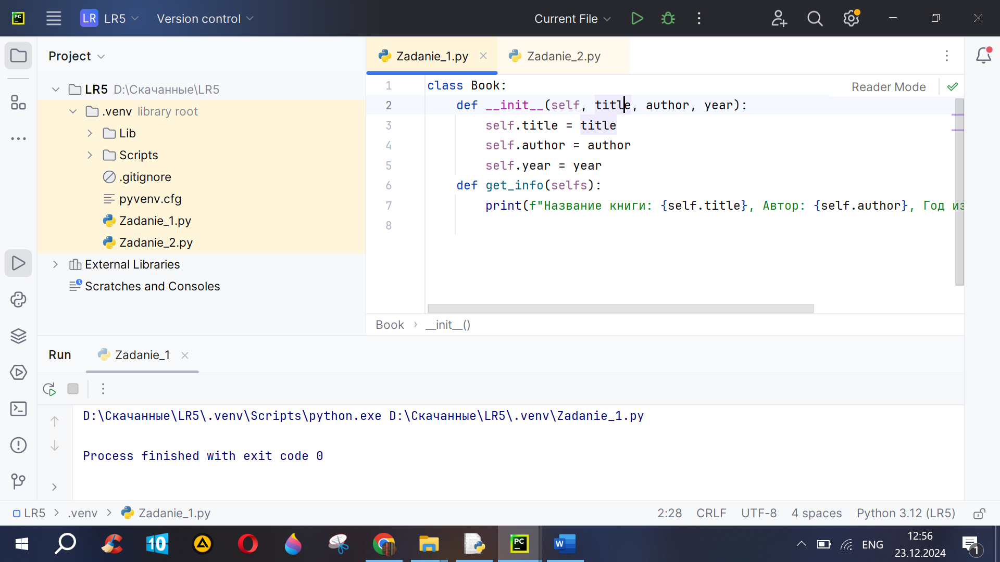 PC LR LR5 Version control Current File
Project
Zadanie_1.py
Zadanie_2.py
LR5 D:\Скачанные\LR5
.venv library root
Lib
Scripts
.gitignore
pyvenv.cfg
Zadanie_1.py
Zadanie_2.py
External Libraries
Scratches and Consoles
Reader Mode
1 class Book:
2 def __init__(self, title, author, year):
3 self.title = title
4 self.author = author
5 self.year = year
6 def get_info(selfs):
7 print(f"Название книги: {self.title}, Автор: {self.author}, Год из
8
Book __init__()
Run Zadanie_1
D:\Скачанные\LR5\.venv\Scripts\python.exe D:\Скачанные\LR5\.venv\Zadanie_1.py
Process finished with exit code 0
LR5 .venv Zadanie_1.py 2:28 CRLF UTF-8 4 spaces Python 3.12 (LR5)
10 PC W ENG 12:56
23.12.2024
1